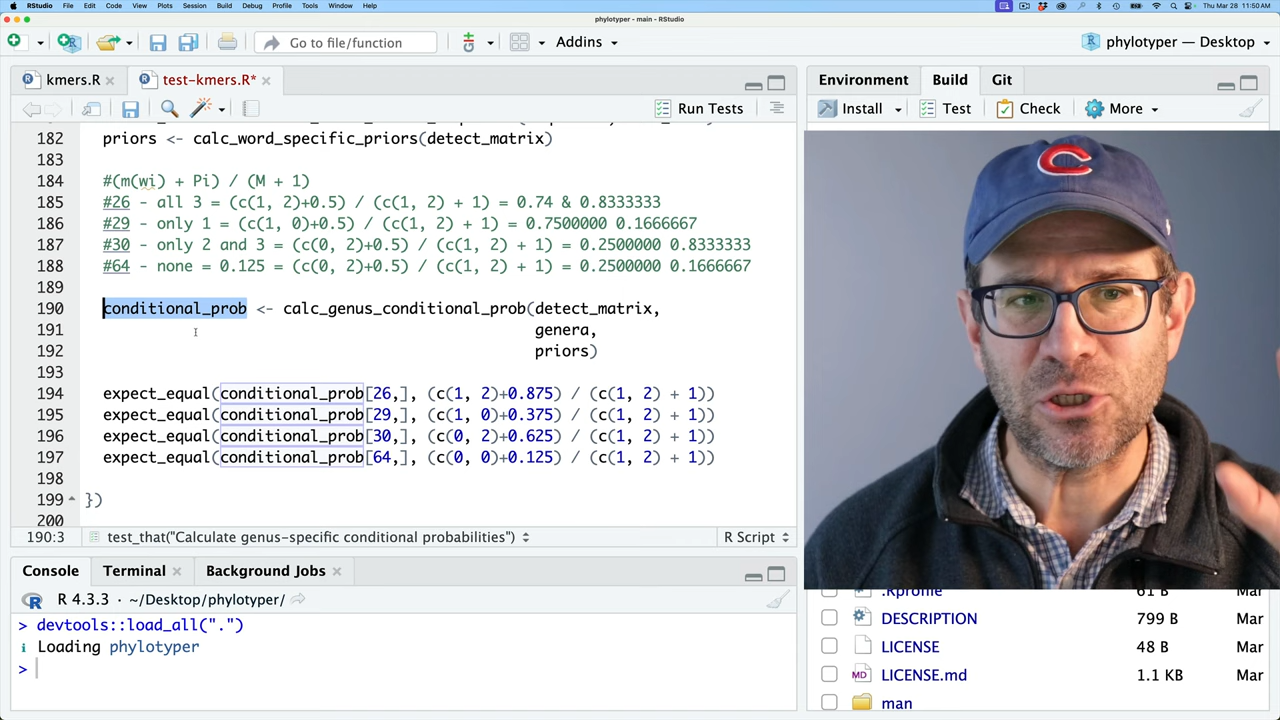 RStudio File Edit Code View Plots Session Build Debug Profile Tools Window Help Thu Mar 28 11:50 AM
phylotyper - main - RStudio
Go to file/function Addins phylotyper — Desktop
kmers.R test-kmers.R* Environment Build Git
Run Tests Install Test Check More
182 priors <- calc_word_specific_priors(detect_matrix)
183
184 #(m(wi) + Pi) / (M + 1)
185 #26 - all 3 = (c(1, 2)+0.5) / (c(1, 2) + 1) = 0.74 & 0.8333333
186 #29 - only 1 = (c(1, 0)+0.5) / (c(1, 2) + 1) = 0.7500000 0.1666667
187 #30 - only 2 and 3 = (c(0, 2)+0.5) / (c(1, 2) + 1) = 0.2500000 0.8333333
188 #64 - none = 0.125 = (c(0, 2)+0.5) / (c(1, 2) + 1) = 0.2500000 0.1666667
189
190 conditional_prob <- calc_genus_conditional_prob(detect_matrix,
191 genera,
192 priors)
193
194 expect_equal(conditional_prob[26,], (c(1, 2)+0.875) / (c(1, 2) + 1))
195 expect_equal(conditional_prob[29,], (c(1, 0)+0.375) / (c(1, 2) + 1))
196 expect_equal(conditional_prob[30,], (c(0, 2)+0.625) / (c(1, 2) + 1))
197 expect_equal(conditional_prob[64,], (c(0, 0)+0.125) / (c(1, 2) + 1))
198
199 })
200
190:3 test_that("Calculate genus-specific conditional probabilities") R Script
Console Terminal Background Jobs
R 4.3.3 · ~/Desktop/phylotyper/
> devtools::load_all(".")
i Loading phylotyper
>
.Rprofile 61 B Mar
DESCRIPTION 799 B Mar
LICENSE 48 B Mar
LICENSE.md 1.1 KB Mar
man